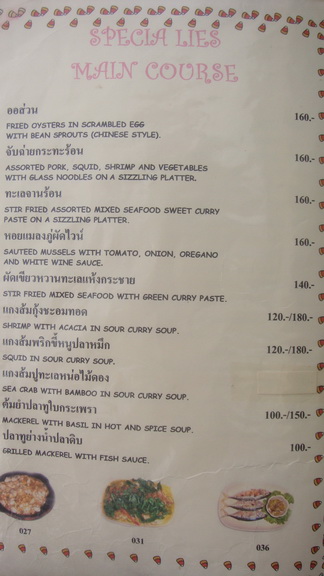 SPECIA LIES
MAIN COURSE
ออส่วน
160.-
FRIED OYSTERS IN SCRAMBLED EGG
WITH BEAN SPROUTS (CHINESE STYLE).
จับฉ่ายกระทะร้อน
160.-
ASSORTED PORK, SQUID, SHRIMP AND VEGETABLES
WITH GLASS NOODLES ON A SIZZLING PLATTER.
ทะเลจานร้อน
160.-
STIR FRIED ASSORTED MIXED SEAFOOD SWEET CURRY
PASTE ON A SIZZLING PLATTER.
หอยแมลงภู่ผัดไวน์
160.-
SAUTEED MUSSELS WITH TOMATO, ONION, OREGANO
AND WHITE WINE SAUCE.
ผัดเขียวหวานทะเลแห้งกระชาย
140.-
STIR FRIED MIXED SEAFOOD WITH GREEN CURRY PASTE.
แกงส้มกุ้งชะอมทอด
120.-/180.-
SHRIMP WITH ACACIA IN SOUR CURRY SOUP.
แกงส้มพริกขี้หนูปลาหมึก
120.-/180.-
SQUID IN SOUR CURRY SOUP.
แกงส้มปูทะเลหน่อไม้ดอง
SEA CRAB WITH BAMBOO IN SOUR CURRY SOUP.
ต้มยำปลาทูใบกระเพรา
100.-/150.-
MACKEREL WITH BASIL IN HOT AND SPICE SOUP.
ปลาทูย่างน้ำปลาดิบ
100.-
GRILLED MACKEREL WITH FISH SAUCE.
027
031
036